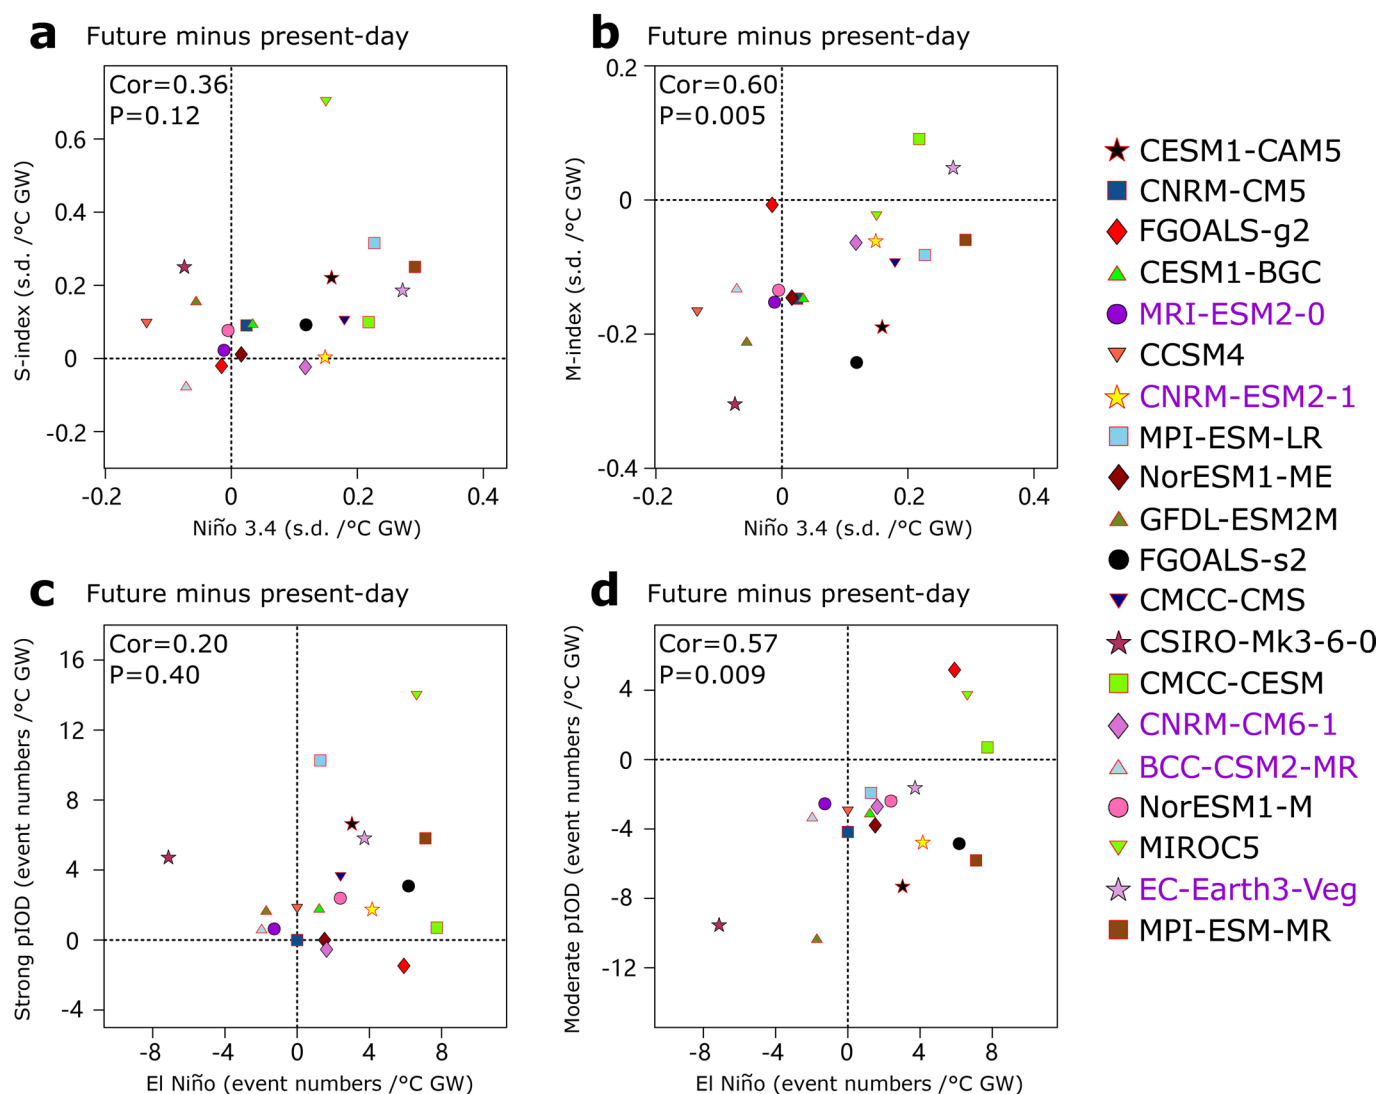 a Future minus present-day
Cor=0.36
P=0.12
S-index (s.d. /°C GW)
0.6
0.4
0.2
0
-0.2
-0.2 0 0.2 0.4
Niño 3.4 (s.d. /°C GW)
b Future minus present-day
Cor=0.60
P=0.005
M-index (s.d. /°C GW)
0.2
0
-0.2
-0.4
-0.2 0 0.2 0.4
Niño 3.4 (s.d. /°C GW)
c Future minus present-day
Cor=0.20
P=0.40
Strong pIOD (event numbers /°C GW)
16
12
8
4
0
-4
-8 -4 0 4 8
El Niño (event numbers /°C GW)
d Future minus present-day
Cor=0.57
P=0.009
Moderate pIOD (event numbers /°C GW)
4
0
-4
-8
-12
-8 -4 0 4 8
El Niño (event numbers /°C GW)
CESM1-CAM5
CNRM-CM5
FGOALS-g2
CESM1-BGC
MRI-ESM2-0
CCSM4
CNRM-ESM2-1
MPI-ESM-LR
NorESM1-ME
GFDL-ESM2M
FGOALS-s2
CMCC-CMS
CSIRO-Mk3-6-0
CMCC-CESM
CNRM-CM6-1
BCC-CSM2-MR
NorESM1-M
MIROC5
EC-Earth3-Veg
MPI-ESM-MR